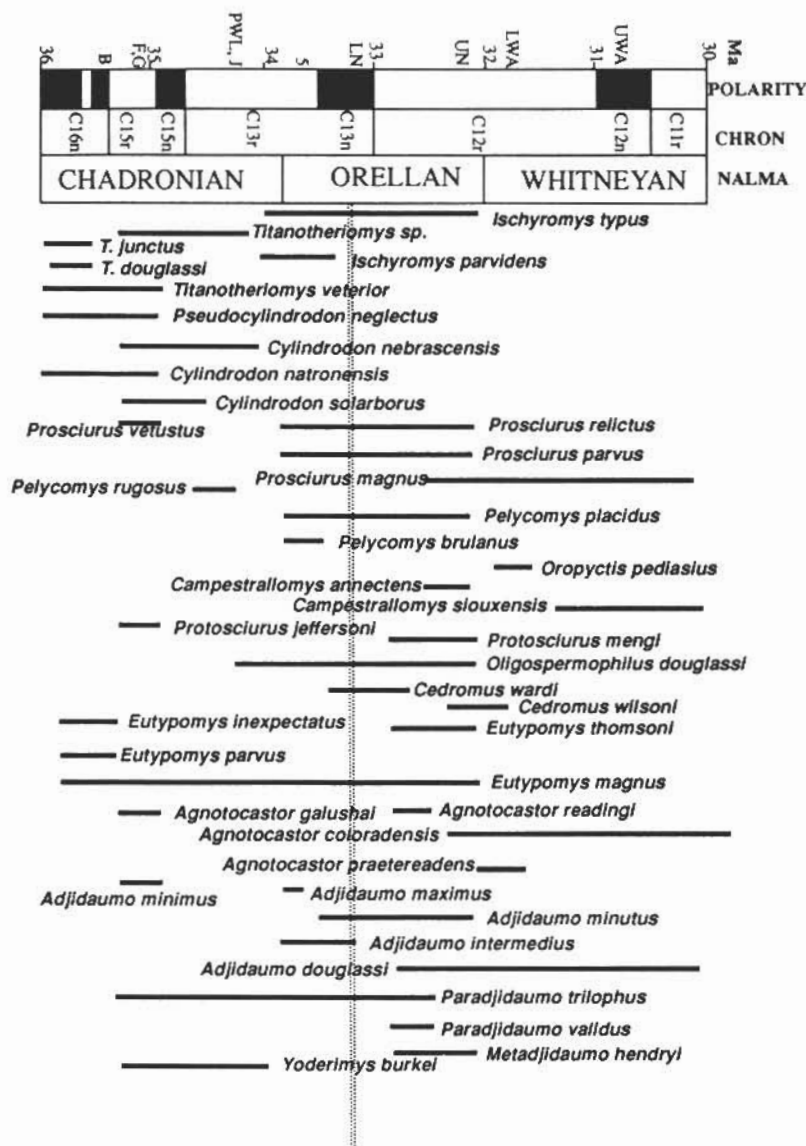 36 B F,G 35 PWL, J 34 5 LN 33 UN 32 LWA 31 UWA 30 Ma
POLARITY
C16n C15r C15n C13r C13n C12r C12n C11r CHRON
CHADRONIAN ORELLAN WHITNEYAN NALMA
Ischyromys typus
Titanotheriomys sp.
T. junctus
T. douglassi
Ischyromys parvidens
Titanotheriomys veterior
Pseudocylindrodon neglectus
Cylindrodon nebrascensis
Cylindrodon natronensis
Cylindrodon solarborus
Prosciurus vetustus
Prosciurus relictus
Prosciurus parvus
Prosciurus magnus
Pelycomys rugosus
Pelycomys placidus
Pelycomys brulanus
Oropyctis pediasius
Campestrallomys annectens
Campestrallomys siouxensis
Protosciurus jeffersoni
Protosciurus mengi
Oligospermophilus douglassi
Cedromus wardi
Cedromus wilsoni
Eutypomys inexpectatus
Eutypomys thomsoni
Eutypomys parvus
Eutypomys magnus
Agnotocastor galushai
Agnotocastor readingi
Agnotocastor coloradensis
Agnotocastor praetereadens
Adjidaumo minimus
Adjidaumo maximus
Adjidaumo minutus
Adjidaumo intermedius
Adjidaumo douglassi
Paradjidaumo trilophus
Paradjidaumo validus
Metadjidaumo hendryi
Yoderimys burkei